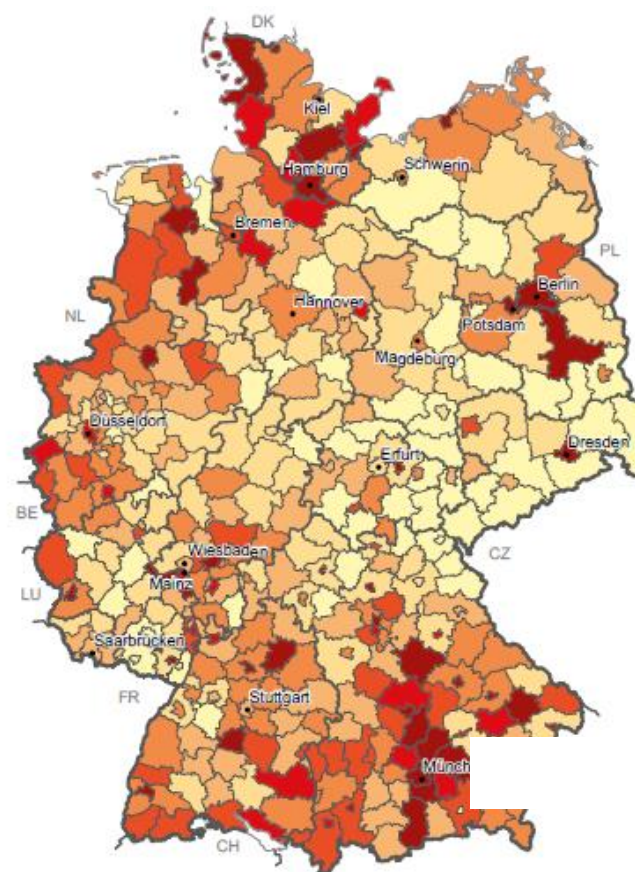 DK
Kiel
Hamburg
Schwerin
Bremen
PL
Berlin
Hannover
Potsdam
NL
Magdeburg
Düsseldorf
Dresden
Erfurt
BE
Wiesbaden
CZ
Mainz
LU
Saarbrücken
FR
Stuttgart
Münch
CH